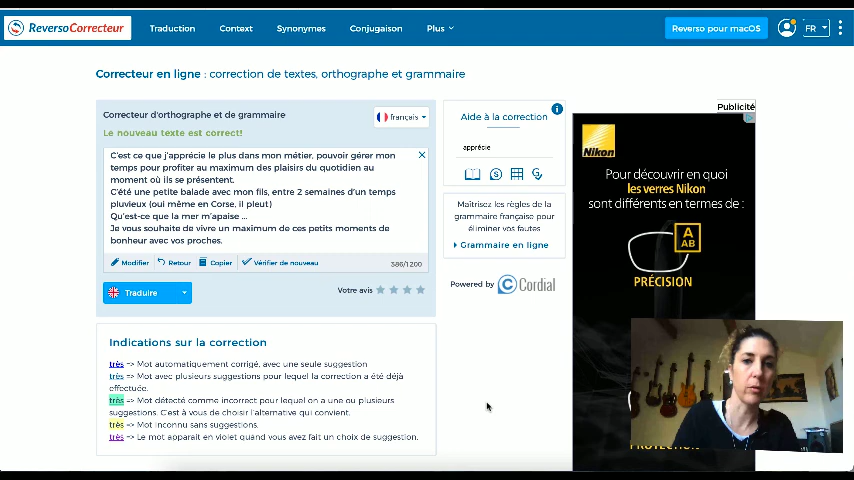 ReversoCorrecteur
Traduction Context Synonymes Conjugaison Plus
Reverso pour macOS FR
Correcteur en ligne : correction de textes, orthographe et grammaire
Correcteur d'orthographe et de grammaire
français
Le nouveau texte est correct!
C'est ce que j'apprécie le plus dans mon métier, pouvoir gérer mon
temps pour profiter au maximum des plaisirs du quotidien au
moment où ils se présentent.
C'été une petite balade avec mon fils, entre 2 semaines d'un temps
pluvieux (oui même en Corse, il pleut)
Qu'est-ce que la mer m'apaise ...
Je vous souhaite de vivre un maximum de ces petits moments de
bonheur avec vos proches.
Modifier Retour Copier Vérifier de nouveau 386/1200
Traduire Votre avis
Indications sur la correction
très => Mot automatiquement corrigé, avec une seule suggestion
très => Mot avec plusieurs suggestions pour lequel la correction a été déjà
effectuée.
très => Mot détecté comme incorrect pour lequel on a une ou plusieurs
suggestions. C'est à vous de choisir l'alternative qui convient.
très => Mot inconnu sans suggestions.
très => Le mot apparaît en violet quand vous avez fait un choix de suggestion.
Aide à la correction
apprécie
Maîtrisez les règles de la
grammaire française pour
éliminer vos fautes
Grammaire en ligne
Powered by Cordial
Publicité
Nikon
Pour découvrir en quoi
les verres Nikon
sont différents en termes de :
A
AB
PRÉCISION